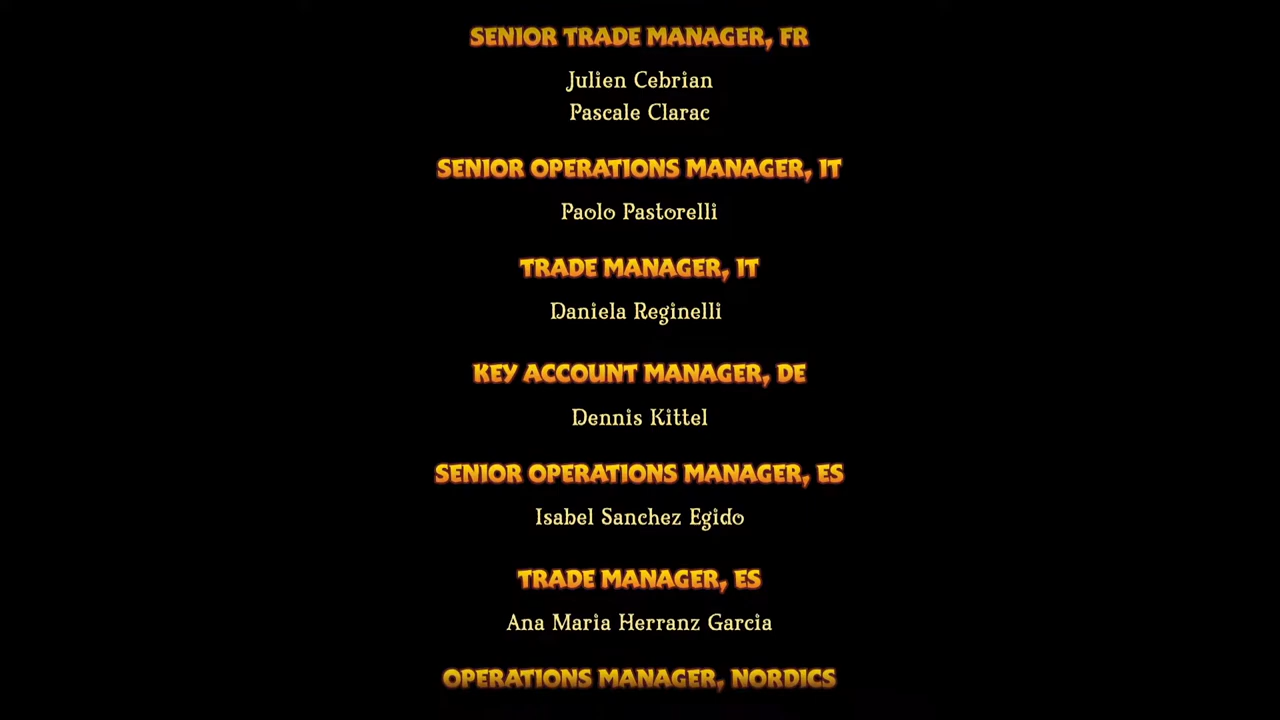 SENIOR TRADE MANAGER, FR
Julien Cebrian
Pascale Clarac
SENIOR OPERATIONS MANAGER, IT
Paolo Pastorelli
TRADE MANAGER, IT
Daniela Reginelli
KEY ACCOUNT MANAGER, DE
Dennis Kittel
SENIOR OPERATIONS MANAGER, ES
Isabel Sanchez Egido
TRADE MANAGER, ES
Ana Maria Herranz Garcia
OPERATIONS MANAGER, NORDICS